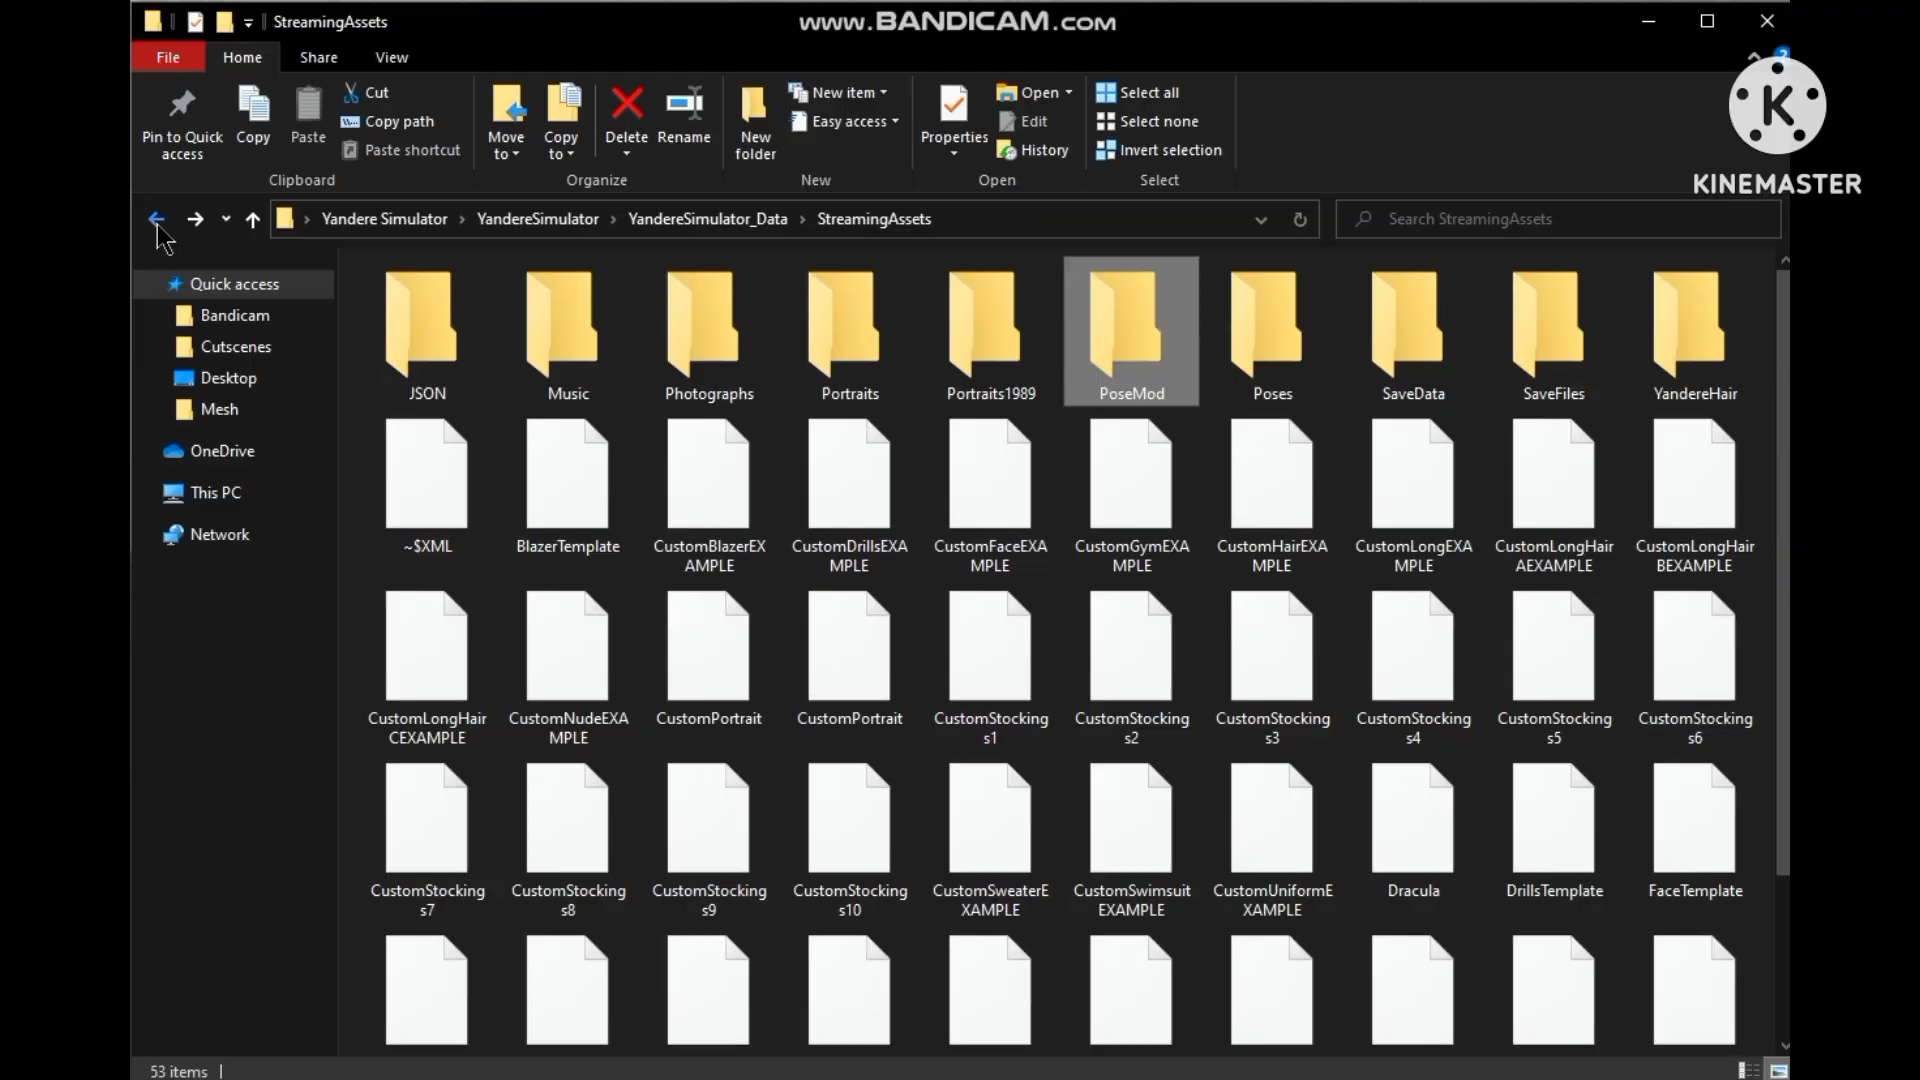 StreamingAssets
www.BANDICAM.com
File Home Share View
?
K
KINEMASTER
Pin to Quick
access
Copy
Paste
Cut
Copy path
Paste shortcut
Clipboard
Move
to
Copy
to
Delete
Rename
Organize
New
folder
New item
Easy access
New
Properties
Open
Edit
History
Open
Select all
Select none
Invert selection
Select
Yandere Simulator > YandereSimulator > YandereSimulator_Data > StreamingAssets
Search StreamingAssets
Quick access
Bandicam
Cutscenes
Desktop
Mesh
OneDrive
This PC
Network
JSON Music Photographs Portraits Portraits1989 PoseMod Poses SaveData SaveFiles YandereHair
~$XML
BlazerTemplate
CustomBlazerEX
AMPLE
CustomDrillsEXA
MPLE
CustomFaceEXA
MPLE
CustomGymEXA
MPLE
CustomHairEXA
MPLE
CustomLongEXA
MPLE
CustomLongHair
AEXAMPLE
CustomLongHair
BEXAMPLE
CustomLongHair
CEXAMPLE
CustomNudeEXA
MPLE
CustomPortrait
CustomPortrait
CustomStocking
s1
CustomStocking
s2
CustomStocking
s3
CustomStocking
s4
CustomStocking
s5
CustomStocking
s6
CustomStocking
s7
CustomStocking
s8
CustomStocking
s9
CustomStocking
s10
CustomSweaterE
XAMPLE
CustomSwimsuit
EXAMPLE
CustomUniformE
XAMPLE
Dracula
DrillsTemplate
FaceTemplate
53 items